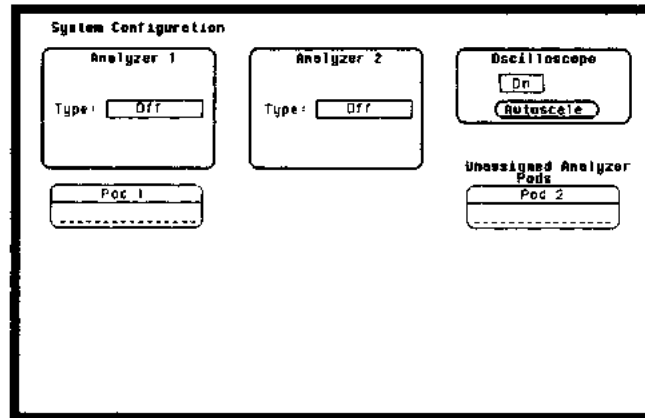 System Configuration
Analyzer 1
Type: Off
Analyzer 2
Type: Off
Oscilloscope
On
Autoscale
Pod 1
Unassigned Analyzer
Pods
Pod 2